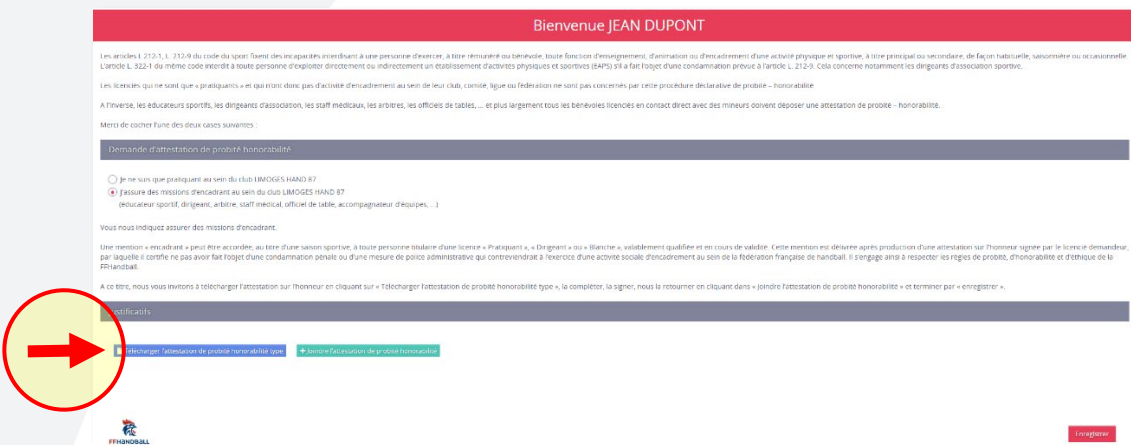 Bienvenue JEAN DUPONT
Les articles L 212-1, L. 212-9 du code du sport fixent des incapacités interdisant à une personne d'exercer, à titre rémunéré ou bénévole, toute fonction d'enseignement, d'animation ou d'encadrement d'une activité physique et sportive, à titre principal ou secondaire, de façon habituelle, saisonnière ou occasionnelle.
L'article L. 322-1 du même code interdit à toute personne d'exploiter directement ou indirectement un établissement d'activités physiques et sportives (EAPS) s'il a fait l'objet d'une condamnation prévue à l'article L. 212-9. Cela concerne notamment les dirigeants d'association sportive.
Les licenciés qui ne sont que « pratiquants » et qui n'ont donc pas d'activité d'encadrement au sein de leur club, comité, ligue ou fédération ne sont pas concernés par cette procédure déclarative de probité – honorabilité
A l'inverse, les éducateurs sportifs, les dirigeants d'association, les staff médicaux, les arbitres, les officiels de tables, ... et plus largement tous les bénévoles licenciés en contact direct avec des mineurs doivent déposer une attestation de probité – honorabilité.
Merci de cocher l'une des deux cases suivantes :
Demande d'attestation de probité honorabilité
Je ne suis que pratiquant au sein du club LIMOGES HAND 87
J'assure des missions d'encadrant au sein du club LIMOGES HAND 87
(éducateur sportif, dirigeant, arbitre, staff médical, officiel de table, accompagnateur d'équipes, ...)
Vous nous indiquez assurer des missions d'encadrant.
Une mention « encadrant » peut être accordée, au titre d'une saison sportive, à toute personne titulaire d'une licence « Pratiquant », « Dirigeant » ou « Blanche », valablement qualifiée et en cours de validité. Cette mention est délivrée après production d'une attestation sur l'honneur signée par le licencié demandeur,
par laquelle il certifie ne pas avoir fait l'objet d'une condamnation pénale ou d'une mesure de police administrative qui contreviendrait à l'exercice d'une activité sociale d'encadrement au sein de la fédération française de handball. Il s'engage ainsi à respecter les règles de probité, d'honorabilité et d'éthique de la
FFHandball.
A ce titre, nous vous invitons à télécharger l'attestation sur l'honneur en cliquant sur « Télécharger l'attestation de probité honorabilité type », la compléter, la signer, nous la retourner en cliquant dans « Joindre l'attestation de probité honorabilité » et terminer par « enregistrer ».
Justificatifs
Télécharger l'attestation de probité honorabilité type
+ Joindre l'attestation de probité honorabilité
FFHANDBALL
Enregistrer